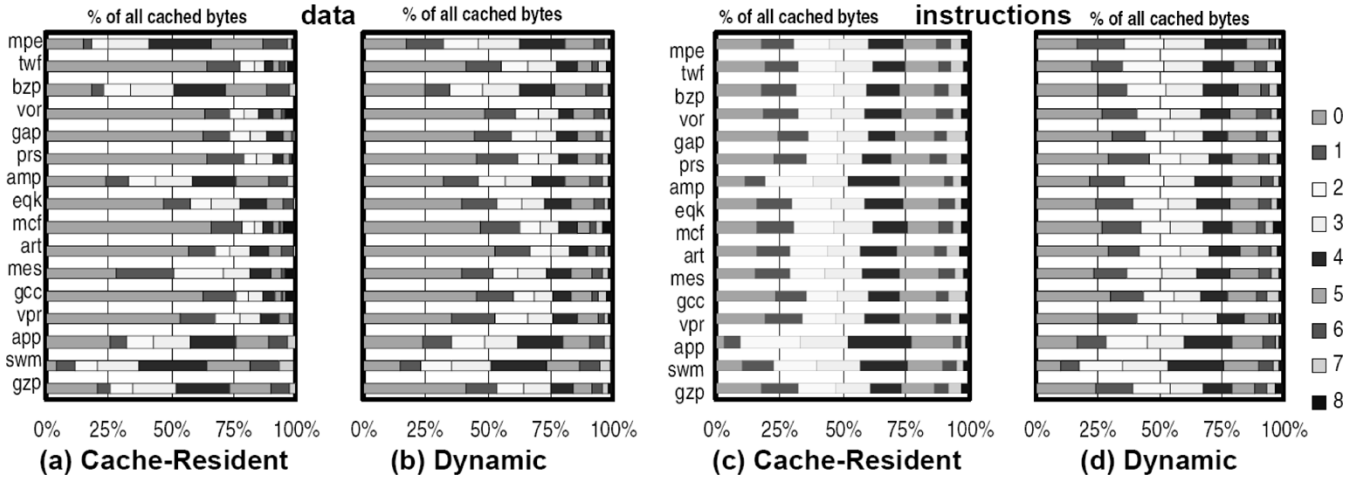 data
instructions
% of all cached bytes
% of all cached bytes
% of all cached bytes
% of all cached bytes
mpe
twf
bzp
vor
gap
prs
amp
eqk
mcf
art
mes
gcc
vpr
app
swm
gzp
0% 25% 50% 75% 100%
(a) Cache-Resident
0% 25% 50% 75% 100%
(b) Dynamic
mpe
twf
bzp
vor
gap
prs
amp
eqk
mcf
art
mes
gcc
vpr
app
swm
gzp
0% 25% 50% 75% 100%
(c) Cache-Resident
0% 25% 50% 75% 100%
(d) Dynamic
0
1
2
3
4
5
6
7
8